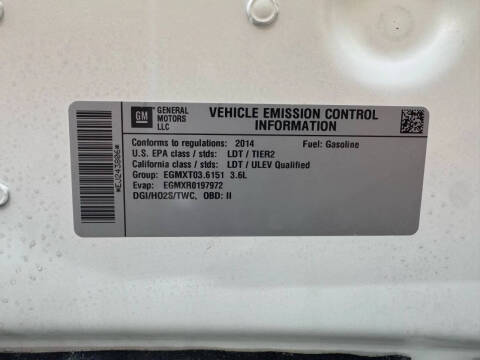 GM GENERAL MOTORS LLC
VEHICLE EMISSION CONTROL
INFORMATION
Conforms to regulations: 2014 Fuel: Gasoline
U.S. EPA class / stds: LDT / TIER2
California class / stds: LDT / ULEV Qualified
Group: EGMXT03.6151 3.6L
Evap: EGMXR0197972
DGI/HO2S/TWC, OBD: II
*EJ243806*